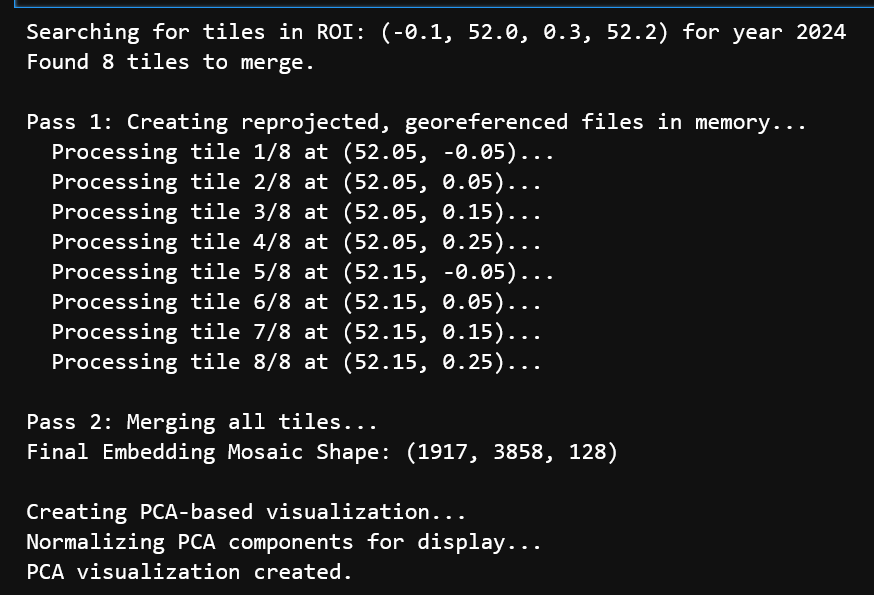 Searching for tiles in ROI: (-0.1, 52.0, 0.3, 52.2) for year 2024
Found 8 tiles to merge.
Pass 1: Creating reprojected, georeferenced files in memory...
Processing tile 1/8 at (52.05, -0.05)...
Processing tile 2/8 at (52.05, 0.05)...
Processing tile 3/8 at (52.05, 0.15)...
Processing tile 4/8 at (52.05, 0.25)...
Processing tile 5/8 at (52.15, -0.05)...
Processing tile 6/8 at (52.15, 0.05)...
Processing tile 7/8 at (52.15, 0.15)...
Processing tile 8/8 at (52.15, 0.25)...
Pass 2: Merging all tiles...
Final Embedding Mosaic Shape: (1917, 3858, 128)
Creating PCA-based visualization...
Normalizing PCA components for display...
PCA visualization created.